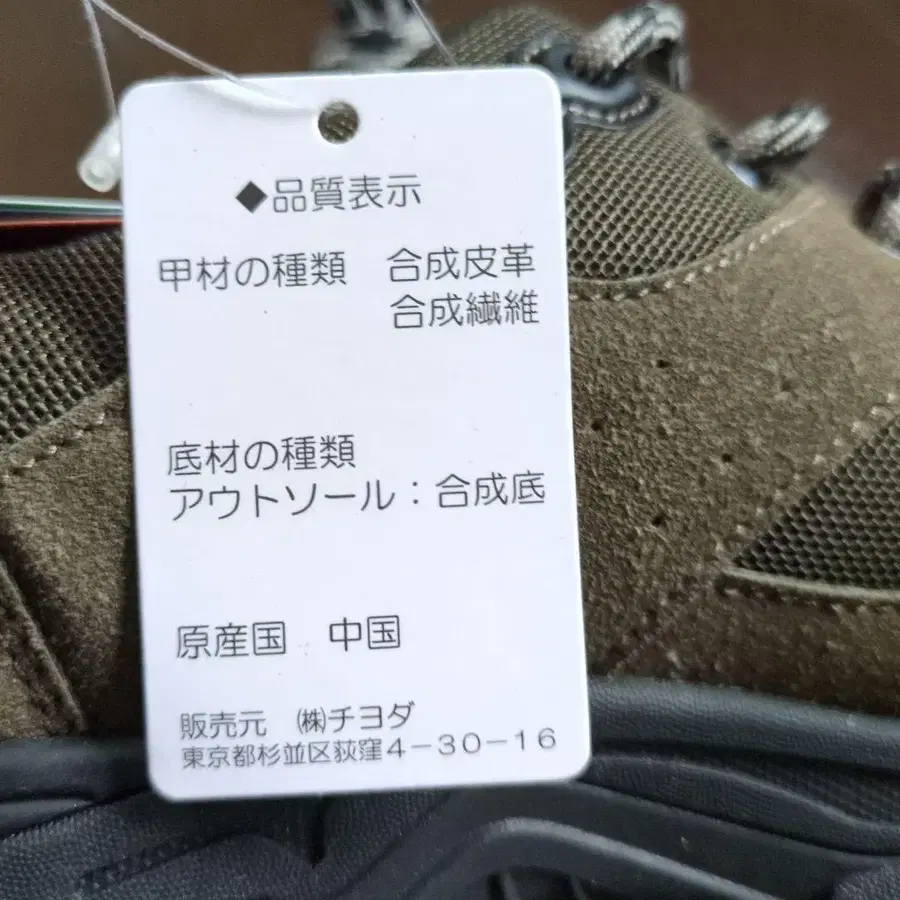 ◆品質表示
甲材の種類 合成皮革
合成繊維
底材の種類
アウトソール：合成底
原産国 中国
販売元 ㈱チヨダ
東京都杉並区荻窪4-30-16